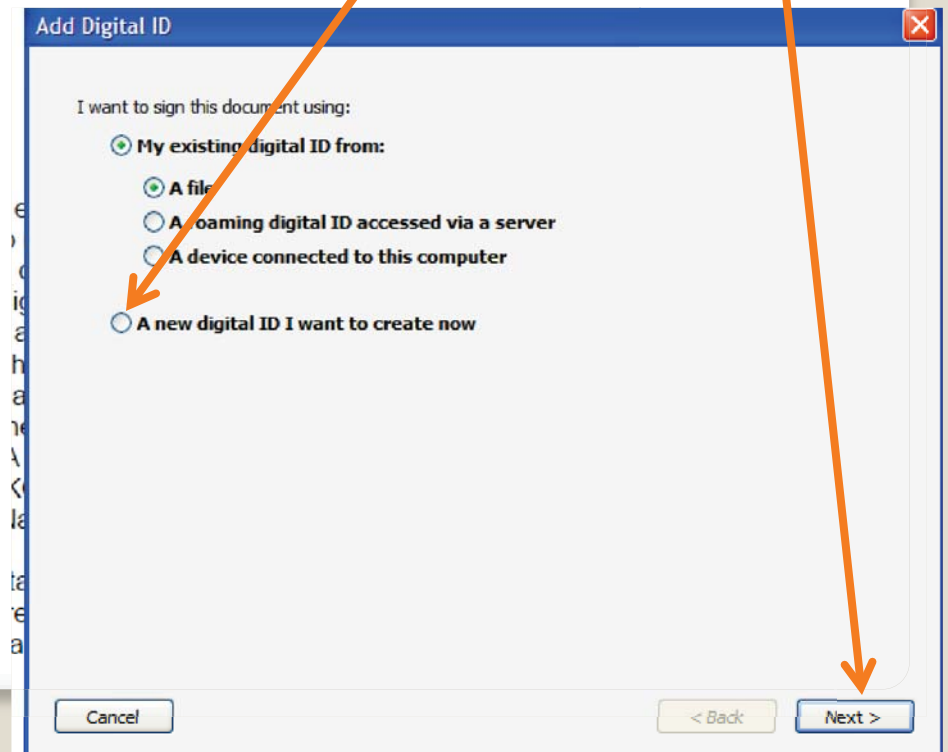 Add Digital ID
I want to sign this document using:
My existing digital ID from:
A file
A roaming digital ID accessed via a server
A device connected to this computer
A new digital ID I want to create now
Cancel
< Back
Next >